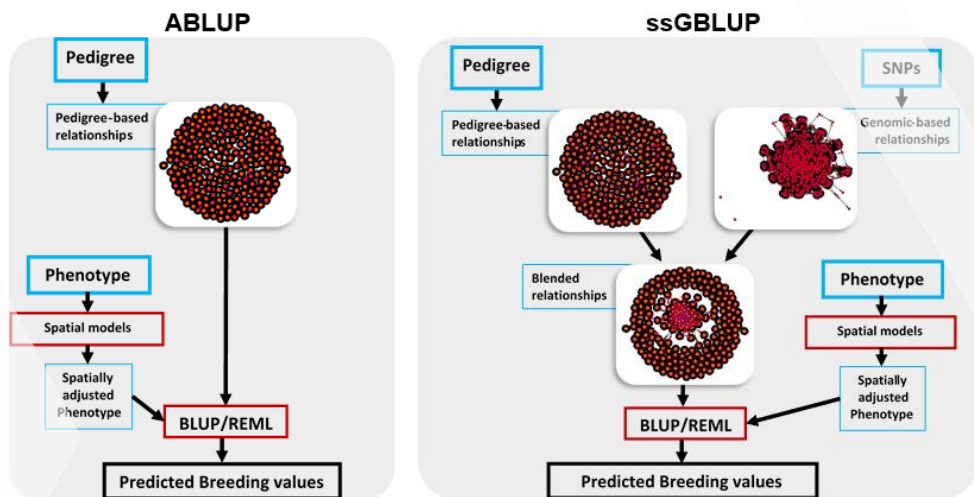 ABLUP
Pedigree
Pedigree-based
relationships
Phenotype
Spatial models
Spatially
adjusted
Phenotype
BLUP/REML
Predicted Breeding values
ssGBLUP
Pedigree
SNPs
Pedigree-based
relationships
Genomic-based
relationships
Blended
relationships
Phenotype
Spatial models
Spatially
adjusted
Phenotype
BLUP/REML
Predicted Breeding values